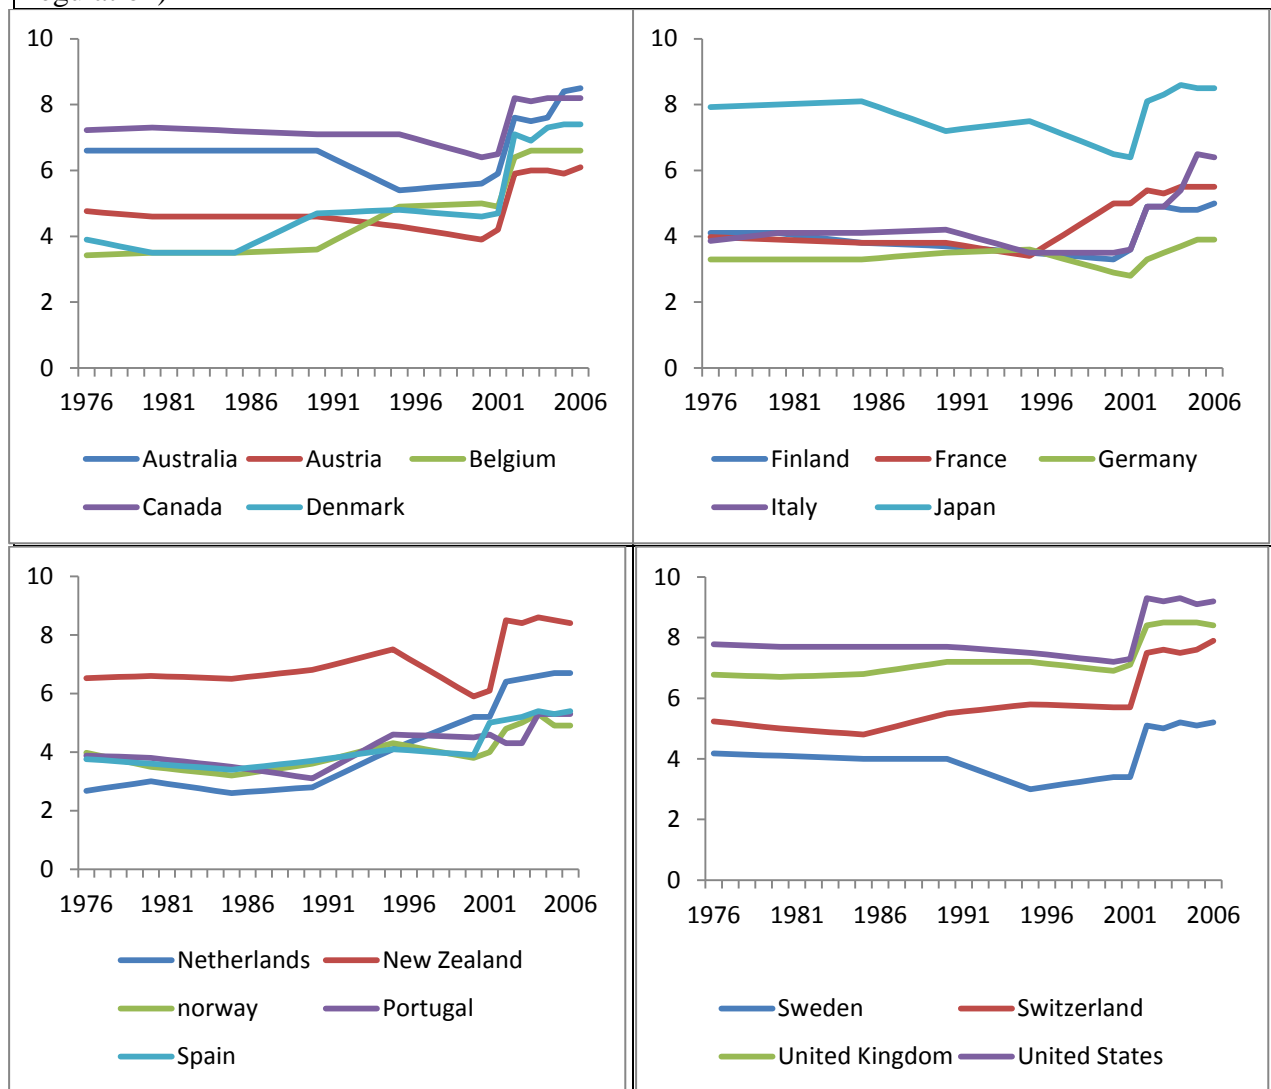 10
8
6
4
2
0
1976 1981 1986 1991 1996 2001 2006
Australia Austria Belgium
Canada Denmark
10
8
6
4
2
0
1976 1981 1986 1991 1996 2001 2006
Finland France Germany
Italy Japan
10
8
6
4
2
0
1976 1981 1986 1991 1996 2001 2006
Netherlands New Zealand
norway Portugal
Spain
10
8
6
4
2
0
1976 1981 1986 1991 1996 2001 2006
Sweden Switzerland
United Kingdom United States